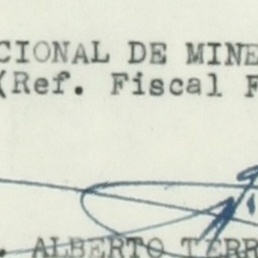 CIONAL DE MINE
(Ref. Fiscal F
. ALBERTO TERR